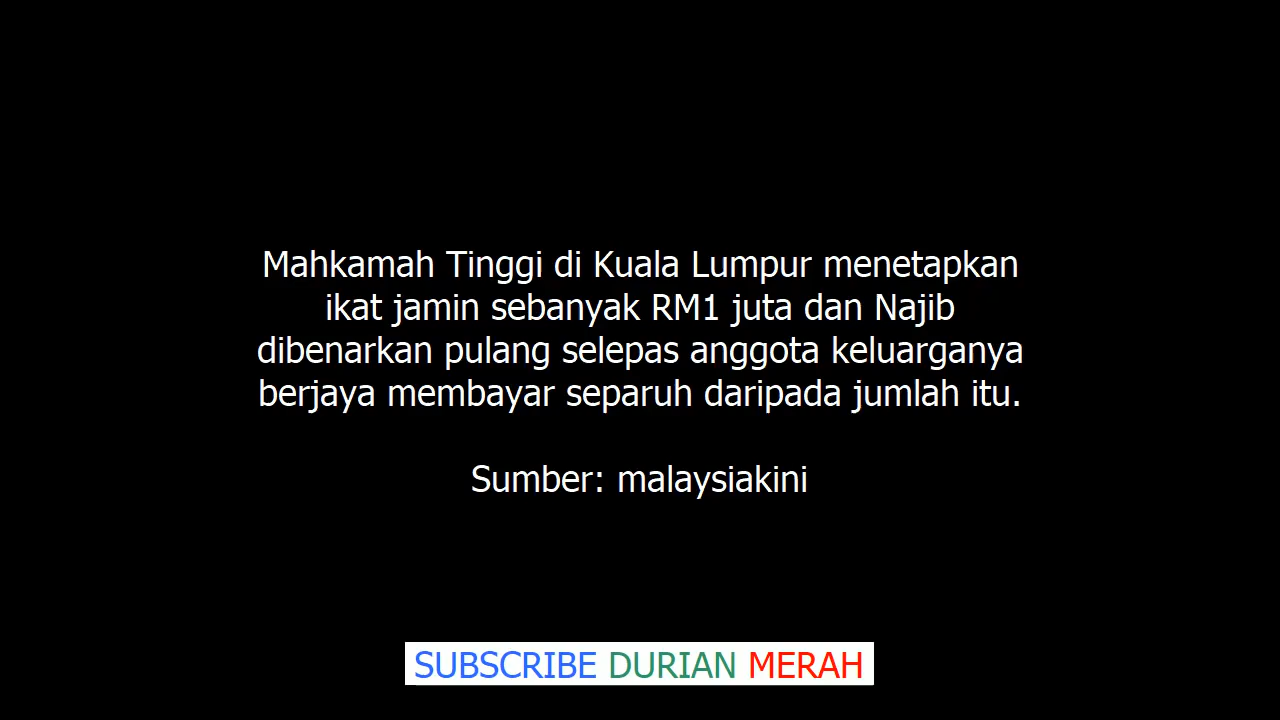 Mahkamah Tinggi di Kuala Lumpur menetapkan
ikat jamin sebanyak RM1 juta dan Najib
dibenarkan pulang selepas anggota keluarganya
berjaya membayar separuh daripada jumlah itu.
Sumber: malaysiakini
SUBSCRIBE DURIAN MERAH